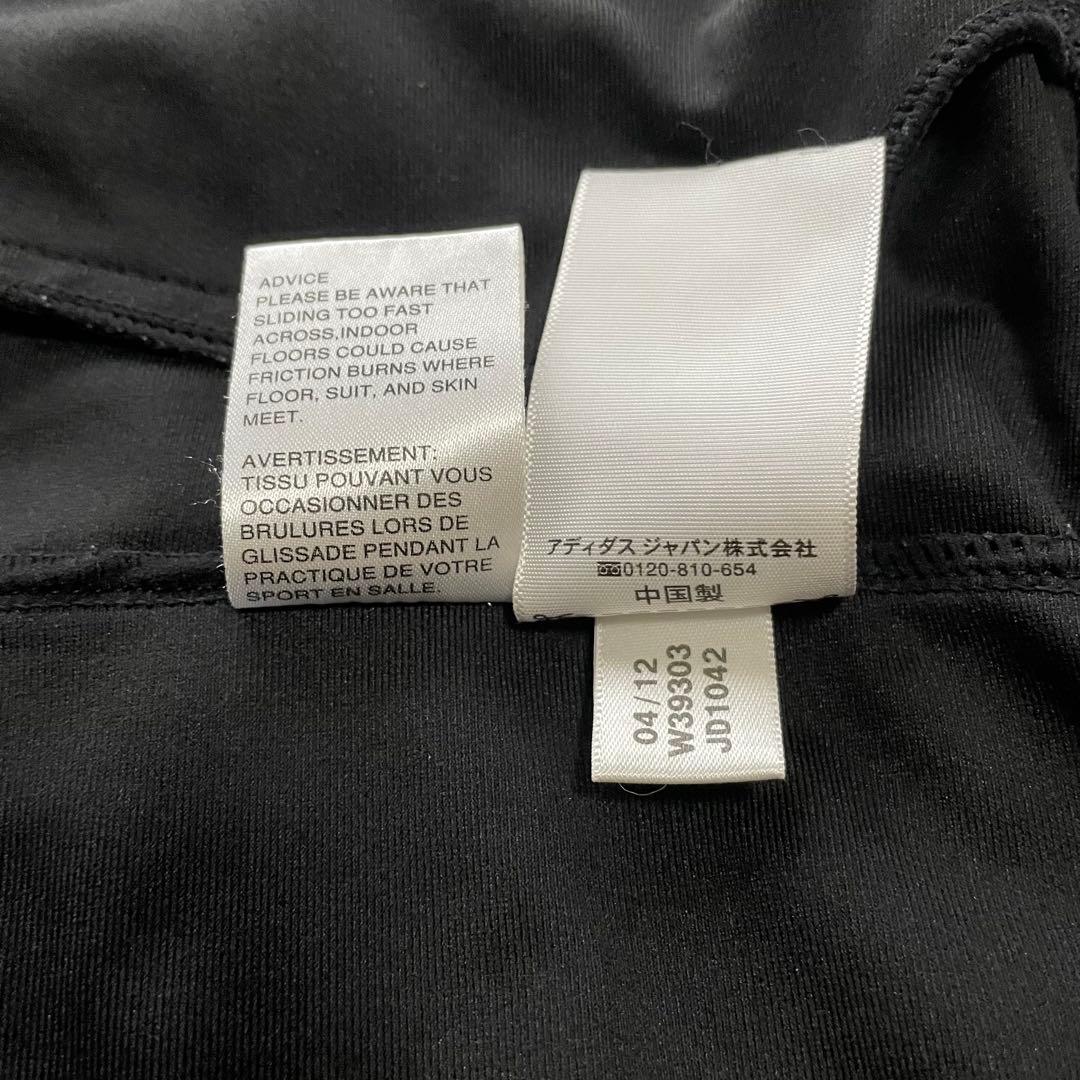 ADVICE
PLEASE BE AWARE THAT
SLIDING TOO FAST
ACROSS,INDOOR
FLOORS COULD CAUSE
FRICTION BURNS WHERE
FLOOR, SUIT, AND SKIN
MEET.
AVERTISSEMENT:
TISSU POUVANT VOUS
OCCASIONNER DES
BRULURES LORS DE
GLISSADE PENDANT LA
PRACTIQUE DE VOTRE
SPORT EN SALLE.
アディダス ジャパン株式会社
0120-810-654
中国製
04/12
W39303
JD1042